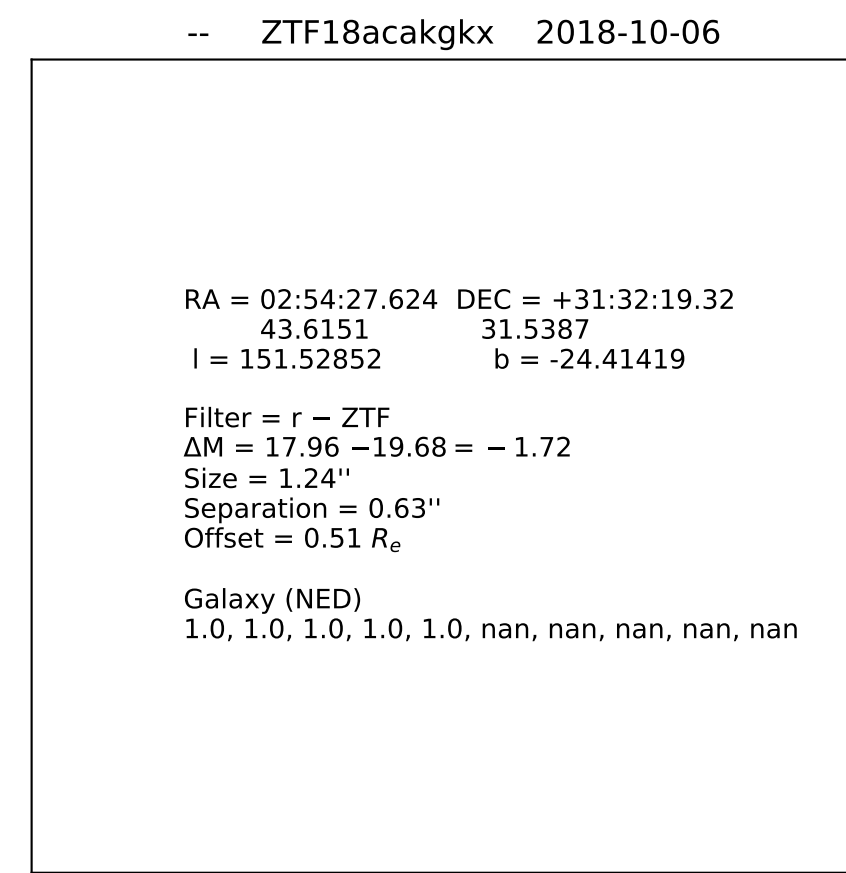 -- ZTF18acakgkx 2018-10-06
RA = 02:54:27.624 DEC = +31:32:19.32
43.6151 31.5387
l = 151.52852 b = -24.41419
Filter = r − ZTF
ΔM = 17.96 −19.68 = − 1.72
Size = 1.24''
Separation = 0.63''
Offset = 0.51 Rₑ
Galaxy (NED)
1.0, 1.0, 1.0, 1.0, 1.0, nan, nan, nan, nan, nan